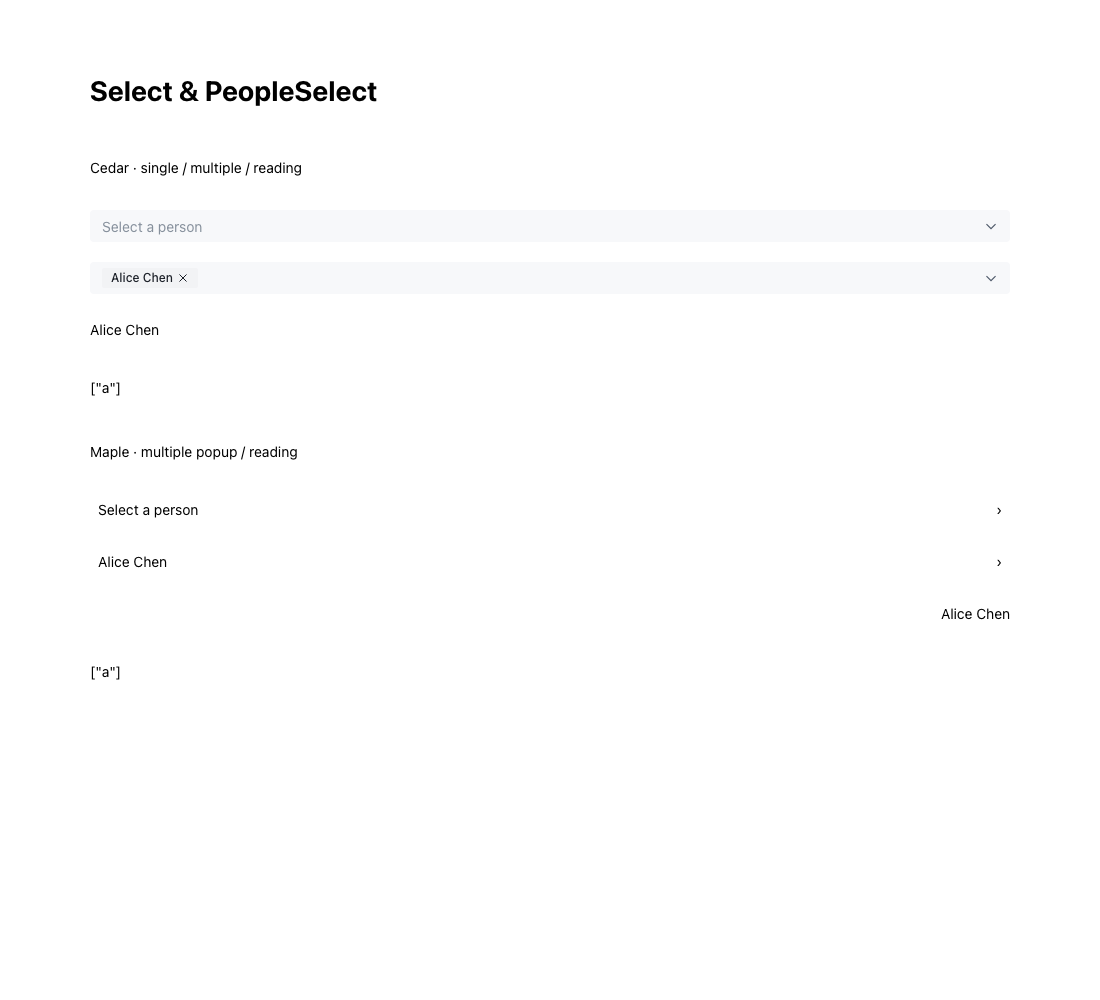 Select & PeopleSelect
Cedar · single / multiple / reading
Select a person
Alice Chen
Alice Chen
["a"]
Maple · multiple popup / reading
Select a person ›
Alice Chen ›
Alice Chen
["a"]